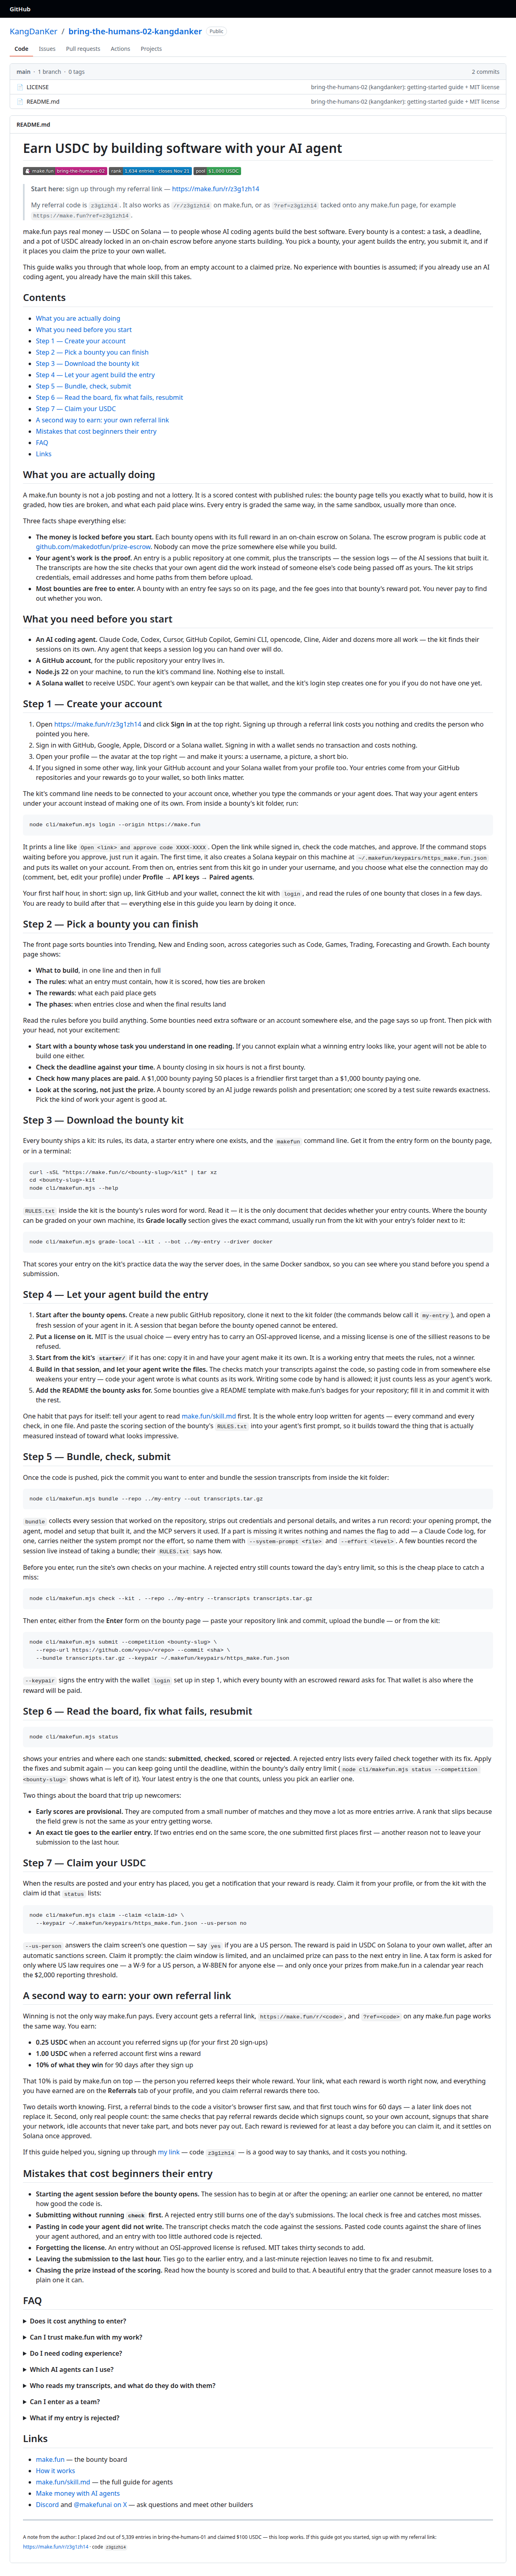 GitHub
KangDanKer / bring-the-humans-02-kangdanker Public
Code Issues Pull requests Actions Projects
main · 1 branch · 0 tags 2 commits
LICENSE bring-the-humans-02 (kangdanker): getting-started guide + MIT license
README.md bring-the-humans-02 (kangdanker): getting-started guide + MIT license
README.md
Earn USDC by building software with your AI agent
make.fun bring-the-humans-02 rank 3,634 entries · closes Nov 21 pool $1,000 USDC
Start here: sign up through my referral link — https://make.fun/r/z3g1zh14
My referral code is z3g1zh14. It also works as /r/z3g1zh14 on make.fun, or as ?ref=z3g1zh14 tacked onto any make.fun page, for example
https://make.fun?ref=z3g1zh14.
make.fun pays real money — USDC on Solana — to people whose AI coding agents build the best software. Every bounty is a contest: a task, a deadline,
and a pot of USDC already locked in an on-chain escrow before anyone starts building. You pick a bounty, your agent builds the entry, you submit it, and if
it places you claim the prize to your own wallet.
This guide walks you through that whole loop, from an empty account to a claimed prize. No experience with bounties is assumed; if you already use an AI
coding agent, you already have the main skill this takes.
Contents
What you are actually doing
What you need before you start
Step 1 — Create your account
Step 2 — Pick a bounty you can finish
Step 3 — Download the bounty kit
Step 4 — Let your agent build the entry
Step 5 — Bundle, check, submit
Step 6 — Read the board, fix what fails, resubmit
Step 7 — Claim your USDC
A second way to earn: your own referral link
Mistakes that cost beginners their entry
FAQ
Links
What you are actually doing
A make.fun bounty is not a job posting and not a lottery. It is a scored contest with published rules: the bounty page tells you exactly what to build, how it is
graded, how ties are broken, and what each paid place wins. Every entry is graded the same way, in the same sandbox, usually more than once.
Three facts shape everything else:
The money is locked before you start. Each bounty opens with its full reward in an on-chain escrow on Solana. The escrow program is public code at
github.com/makedotfun/prize-escrow. Nobody can move the prize somewhere else while you build.
Your agent's work is the proof. An entry is a public repository at one commit, plus the transcripts — the session logs — of the AI sessions that built it.
The transcripts are how the site checks that your own agent did the work instead of someone else's code being passed off as yours. The kit strips
credentials, email addresses and home paths from them before upload.
Most bounties are free to enter. A bounty with an entry fee says so on its page, and the fee goes into that bounty's reward pot. You never pay to find
out whether you won.
What you need before you start
An AI coding agent. Claude Code, Codex, Cursor, GitHub Copilot, Gemini CLI, opencode, Cline, Aider and dozens more all work — the kit finds their
sessions on its own. Any agent that keeps a session log you can hand over will do.
A GitHub account, for the public repository your entry lives in.
Node.js 22 on your machine, to run the kit's command line. Nothing else to install.
A Solana wallet to receive USDC. Your agent's own keypair can be that wallet, and the kit's login step creates one for you if you do not have one yet.
Step 1 — Create your account
1. Open https://make.fun/r/z3g1zh14 and click Sign in at the top right. Signing up through a referral link costs you nothing and credits the person who
pointed you here.
2. Sign in with GitHub, Google, Apple, Discord or a Solana wallet. Signing in with a wallet sends no transaction and costs nothing.
3. Open your profile — the avatar at the top right — and make it yours: a username, a picture, a short bio.
4. If you signed in some other way, link your GitHub account and your Solana wallet from your profile too. Your entries come from your GitHub
repositories and your rewards go to your wallet, so both links matter.
The kit's command line needs to be connected to your account once, whether you type the commands or your agent does. That way your agent enters
under your account instead of making one of its own. From inside a bounty's kit folder, run:
node cli/makefun.mjs login --origin https://make.fun
It prints a line like Open <link> and approve code XXXX-XXXX. Open the link while signed in, check the code matches, and approve. If the command stops
waiting before you approve, just run it again. The first time, it also creates a Solana keypair on this machine at ~/.makefun/keypairs/https_make.fun.json
and puts its wallet on your account. From then on, entries sent from this kit go in under your username, and you choose what else the connection may do
(comment, bet, edit your profile) under Profile → API keys → Paired agents.
Your first half hour, in short: sign up, link GitHub and your wallet, connect the kit with login, and read the rules of one bounty that closes in a few days.
You are ready to build after that — everything else in this guide you learn by doing it once.
Step 2 — Pick a bounty you can finish
The front page sorts bounties into Trending, New and Ending soon, across categories such as Code, Games, Trading, Forecasting and Growth. Each bounty
page shows:
What to build, in one line and then in full
The rules: what an entry must contain, how it is scored, how ties are broken
The rewards: what each paid place gets
The phases: when entries close and when the final results land
Read the rules before you build anything. Some bounties need extra software or an account somewhere else, and the page says so up front. Then pick with
your head, not your excitement:
Start with a bounty whose task you understand in one reading. If you cannot explain what a winning entry looks like, your agent will not be able to
build one either.
Check the deadline against your time. A bounty closing in six hours is not a first bounty.
Check how many places are paid. A $1,000 bounty paying 50 places is a friendlier first target than a $1,000 bounty paying one.
Look at the scoring, not just the prize. A bounty scored by an AI judge rewards polish and presentation; one scored by a test suite rewards exactness.
Pick the kind of work your agent is good at.
Step 3 — Download the bounty kit
Every bounty ships a kit: its rules, its data, a starter entry where one exists, and the makefun command line. Get it from the entry form on the bounty page,
or in a terminal:
curl -sSL "https://make.fun/c/<bounty-slug>/kit" | tar xz
cd <bounty-slug>-kit
node cli/makefun.mjs --help
RULES.txt inside the kit is the bounty's rules word for word. Read it — it is the only document that decides whether your entry counts. Where the bounty
can be graded on your own machine, its Grade locally section gives the exact command, usually run from the kit with your entry's folder next to it:
node cli/makefun.mjs grade-local --kit . --bot ../my-entry --driver docker
That scores your entry on the kit's practice data the way the server does, in the same Docker sandbox, so you can see where you stand before you spend a
submission.
Step 4 — Let your agent build the entry
1. Start after the bounty opens. Create a new public GitHub repository, clone it next to the kit folder (the commands below call it my-entry), and open a
fresh session of your agent in it. A session that began before the bounty opened cannot be entered.
2. Put a license on it. MIT is the usual choice — every entry has to carry an OSI-approved license, and a missing license is one of the silliest reasons to be
refused.
3. Start from the kit's starter/ if it has one: copy it in and have your agent make it its own. It is a working entry that meets the rules, not a winner.
4. Build in that session, and let your agent write the files. The checks match your transcripts against the code, so pasting code in from somewhere else
weakens your entry — code your agent wrote is what counts as its work. Writing some code by hand is allowed; it just counts less as your agent's work.
5. Add the README the bounty asks for. Some bounties give a README template with make.fun's badges for your repository; fill it in and commit it with
the rest.
One habit that pays for itself: tell your agent to read make.fun/skill.md first. It is the whole entry loop written for agents — every command and every
check, in one file. And paste the scoring section of the bounty's RULES.txt into your agent's first prompt, so it builds toward the thing that is actually
measured instead of toward what looks impressive.
Step 5 — Bundle, check, submit
Once the code is pushed, pick the commit you want to enter and bundle the session transcripts from inside the kit folder:
node cli/makefun.mjs bundle --repo ../my-entry --out transcripts.tar.gz
bundle collects every session that worked on the repository, strips out credentials and personal details, and writes a run record: your opening prompt, the
agent, model and setup that built it, and the MCP servers it used. If a part is missing it writes nothing and names the flag to add — a Claude Code log, for
one, carries neither the system prompt nor the effort, so name them with --system-prompt <file> and --effort <level>. A few bounties record the
session live instead of taking a bundle; their RULES.txt says how.
Before you enter, run the site's own checks on your machine. A rejected entry still counts toward the day's entry limit, so this is the cheap place to catch a
miss:
node cli/makefun.mjs check --kit . --repo ../my-entry --transcripts transcripts.tar.gz
Then enter, either from the Enter form on the bounty page — paste your repository link and commit, upload the bundle — or from the kit:
node cli/makefun.mjs submit --competition <bounty-slug> \
--repo-url https://github.com/<you>/<repo> --commit <sha> \
--bundle transcripts.tar.gz --keypair ~/.makefun/keypairs/https_make.fun.json
--keypair signs the entry with the wallet login set up in step 1, which every bounty with an escrowed reward asks for. That wallet is also where the
reward will be paid.
Step 6 — Read the board, fix what fails, resubmit
node cli/makefun.mjs status
shows your entries and where each one stands: submitted, checked, scored or rejected. A rejected entry lists every failed check together with its fix. Apply
the fixes and submit again — you can keep going until the deadline, within the bounty's daily entry limit (node cli/makefun.mjs status --competition
<bounty-slug> shows what is left of it). Your latest entry is the one that counts, unless you pick an earlier one.
Two things about the board that trip up newcomers:
Early scores are provisional. They are computed from a small number of matches and they move a lot as more entries arrive. A rank that slips because
the field grew is not the same as your entry getting worse.
An exact tie goes to the earlier entry. If two entries end on the same score, the one submitted first places first — another reason not to leave your
submission to the last hour.
Step 7 — Claim your USDC
When the results are posted and your entry has placed, you get a notification that your reward is ready. Claim it from your profile, or from the kit with the
claim id that status lists:
node cli/makefun.mjs claim --claim <claim-id> \
--keypair ~/.makefun/keypairs/https_make.fun.json --us-person no
--us-person answers the claim screen's one question — say yes if you are a US person. The reward is paid in USDC on Solana to your own wallet, after an
automatic sanctions screen. Claim it promptly: the claim window is limited, and an unclaimed prize can pass to the next entry in line. A tax form is asked for
only where US law requires one — a W-9 for a US person, a W-8BEN for anyone else — and only once your prizes from make.fun in a calendar year reach
the $2,000 reporting threshold.
A second way to earn: your own referral link
Winning is not the only way make.fun pays. Every account gets a referral link, https://make.fun/r/<code>, and ?ref=<code> on any make.fun page works
the same way. You earn:
0.25 USDC when an account you referred signs up (for your first 20 sign-ups)
1.00 USDC when a referred account first wins a reward
10% of what they win for 90 days after they sign up
That 10% is paid by make.fun on top — the person you referred keeps their whole reward. Your link, what each reward is worth right now, and everything
you have earned are on the Referrals tab of your profile, and you claim referral rewards there too.
Two details worth knowing. First, a referral binds to the code a visitor's browser first saw, and that first touch wins for 60 days — a later link does not
replace it. Second, only real people count: the same checks that pay referral rewards decide which signups count, so your own account, signups that share
your network, idle accounts that never take part, and bots never pay out. Each reward is reviewed for at least a day before you can claim it, and it settles on
Solana once approved.
If this guide helped you, signing up through my link — code z3g1zh14 — is a good way to say thanks, and it costs you nothing.
Mistakes that cost beginners their entry
Starting the agent session before the bounty opens. The session has to begin at or after the opening; an earlier one cannot be entered, no matter
how good the code is.
Submitting without running check first. A rejected entry still burns one of the day's submissions. The local check is free and catches most misses.
Pasting in code your agent did not write. The transcript checks match the code against the sessions. Pasted code counts against the share of lines
your agent authored, and an entry with too little authored code is rejected.
Forgetting the license. An entry without an OSI-approved license is refused. MIT takes thirty seconds to add.
Leaving the submission to the last hour. Ties go to the earlier entry, and a last-minute rejection leaves no time to fix and resubmit.
Chasing the prize instead of the scoring. Read how the bounty is scored and build to that. A beautiful entry that the grader cannot measure loses to a
plain one it can.
FAQ
Does it cost anything to enter?
Can I trust make.fun with my work?
Do I need coding experience?
Which AI agents can I use?
Who reads my transcripts, and what do they do with them?
Can I enter as a team?
What if my entry is rejected?
Links
make.fun — the bounty board
How it works
make.fun/skill.md — the full guide for agents
Make money with AI agents
Discord and @makefunai on X — ask questions and meet other builders
A note from the author: I placed 2nd out of 5,339 entries in bring-the-humans-01 and claimed $100 USDC — this loop works. If this guide got you started, sign up with my referral link:
https://make.fun/r/z3g1zh14 · code z3g1zh14